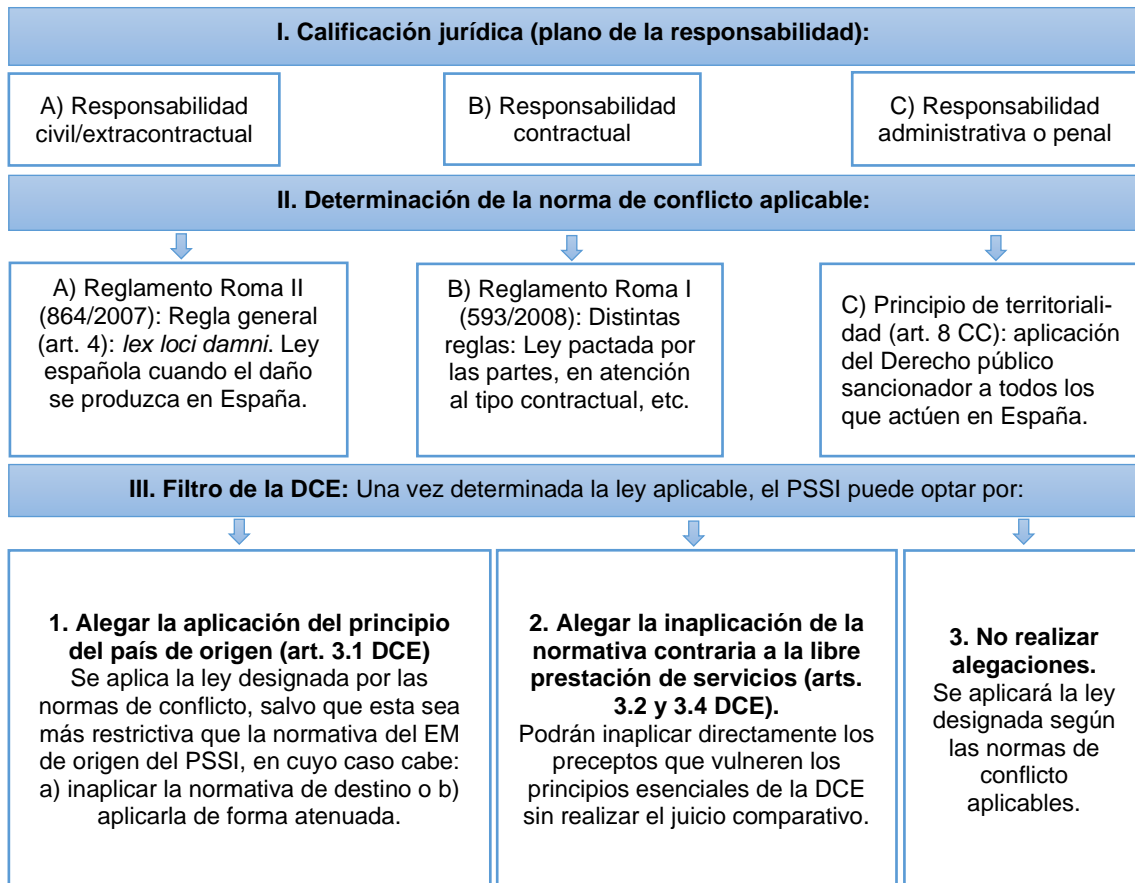 I. Calificación jurídica (plano de la responsabilidad):
A) Responsabilidad
civil/extracontractual
B) Responsabilidad
contractual
C) Responsabilidad
administrativa o penal
II. Determinación de la norma de conflicto aplicable:
A) Reglamento Roma II
(864/2007): Regla general
(art. 4): lex loci damni. Ley
española cuando el daño
se produzca en España.
B) Reglamento Roma I
(593/2008): Distintas
reglas: Ley pactada por
las partes, en atención
al tipo contractual, etc.
C) Principio de territoriali-
dad (art. 8 CC): aplicación
del Derecho público
sancionador a todos los
que actúen en España.
III. Filtro de la DCE: Una vez determinada la ley aplicable, el PSSI puede optar por:
1. Alegar la aplicación del principio
del país de origen (art. 3.1 DCE)
Se aplica la ley designada por las
normas de conflicto, salvo que esta sea
más restrictiva que la normativa del EM
de origen del PSSI, en cuyo caso cabe:
a) inaplicar la normativa de destino o b)
aplicarla de forma atenuada.
2. Alegar la inaplicación de la
normativa contraria a la libre
prestación de servicios (arts.
3.2 y 3.4 DCE).
Podrán inaplicar directamente los
preceptos que vulneren los
principios esenciales de la DCE
sin realizar el juicio comparativo.
3. No realizar
alegaciones.
Se aplicará la ley
designada según
las normas de
conflicto
aplicables.